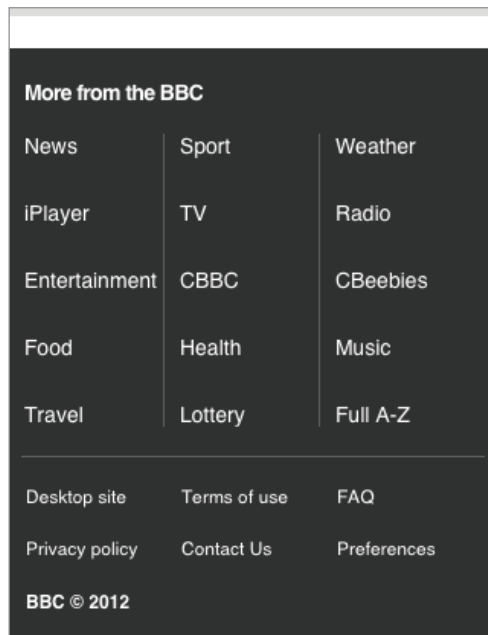 More from the BBC
News Sport Weather
iPlayer TV Radio
Entertainment CBBC CBeebies
Food Health Music
Travel Lottery Full A-Z
Desktop site Terms of use FAQ
Privacy policy Contact Us Preferences
BBC © 2012